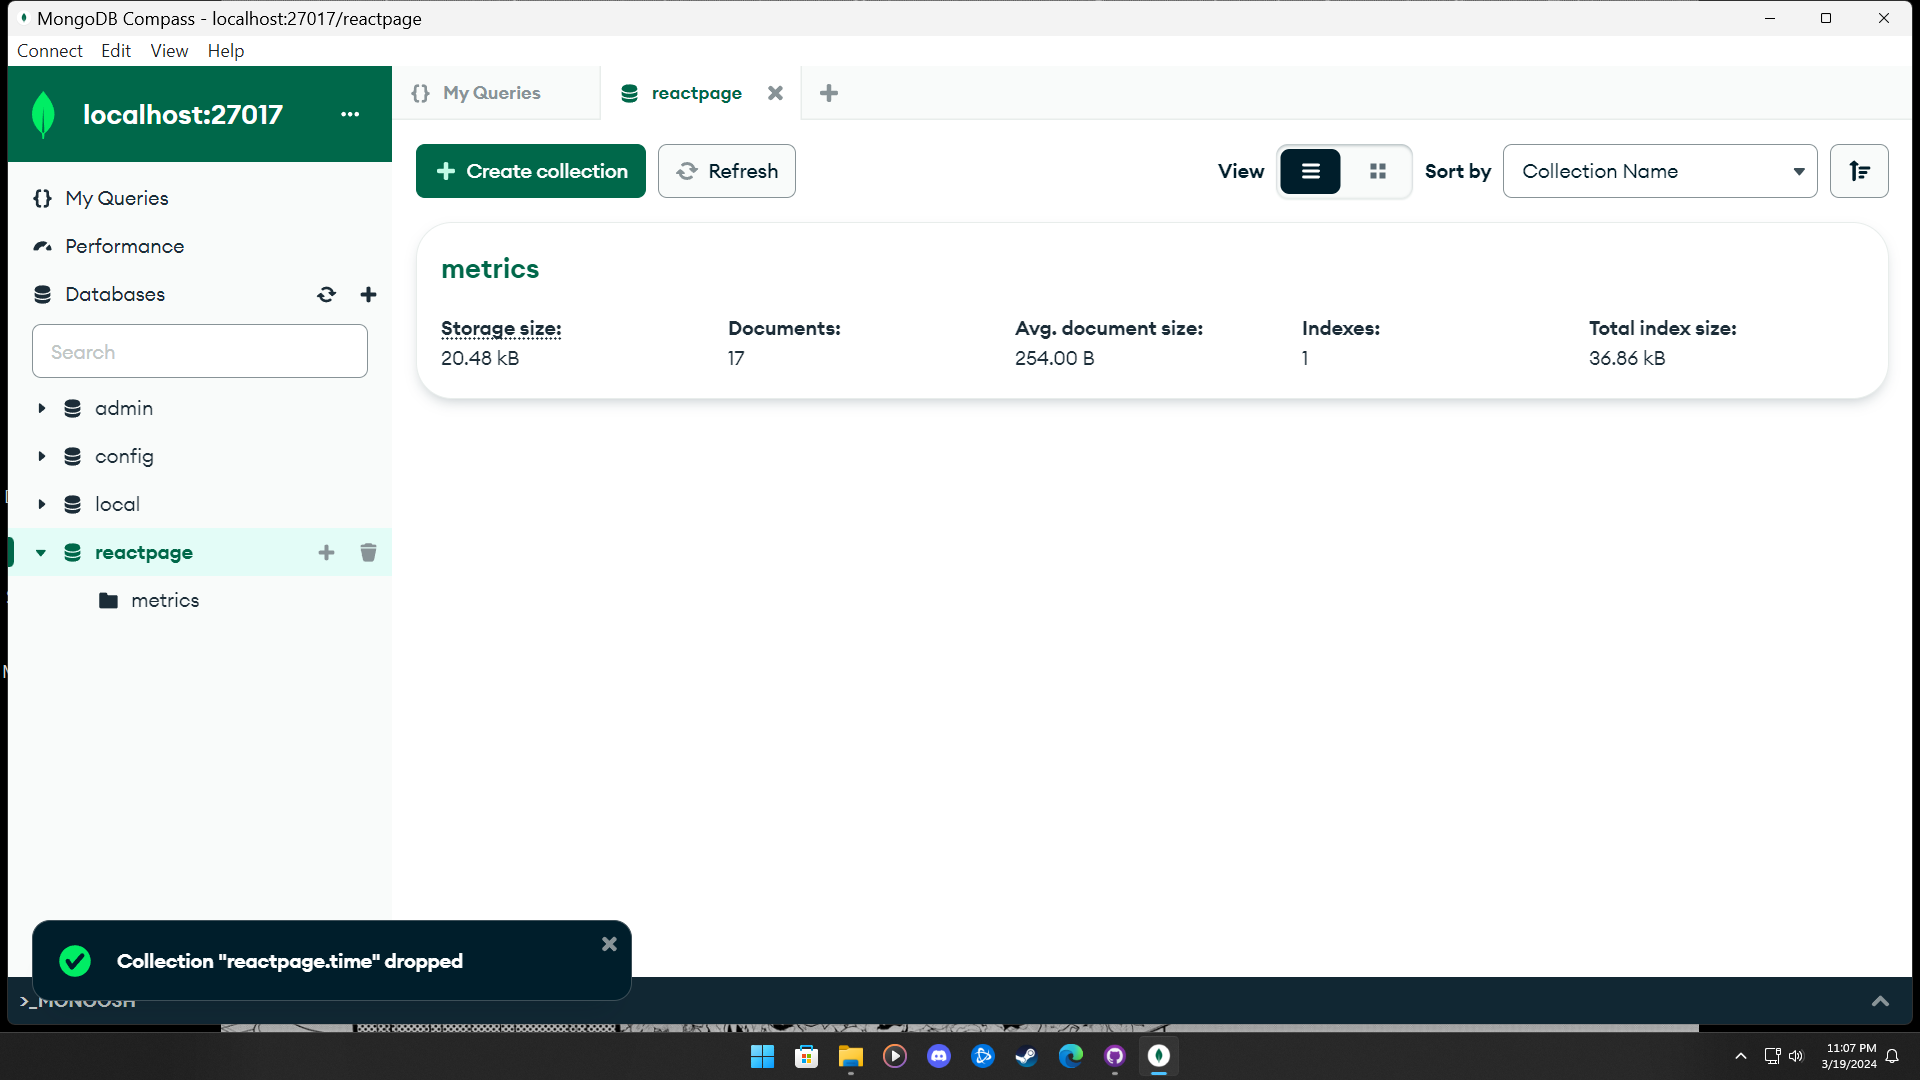 MongoDB Compass - localhost:27017/reactpage
Connect Edit View Help
localhost:27017
My Queries
reactpage
Create collection
Refresh
View
Sort by
Collection Name
My Queries
Performance
Databases
Search
admin
config
local
reactpage
metrics
metrics
Storage size: Documents: Avg. document size: Indexes: Total index size:
20.48 kB 17 254.00 B 1 36.86 kB
Collection "reactpage.time" dropped
>_MONGOSH
11:07 PM
3/19/2024